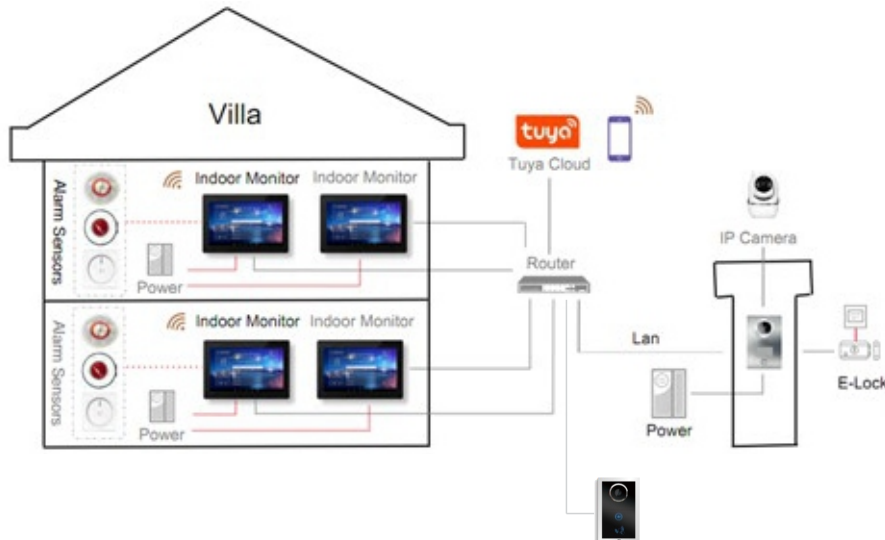 Villa
tuya
Tuya Cloud
Alarm Sensors
Indoor Monitor
Indoor Monitor
Power
IP Camera
Router
Alarm Sensors
Indoor Monitor
Indoor Monitor
Power
Lan
E-Lock
Power